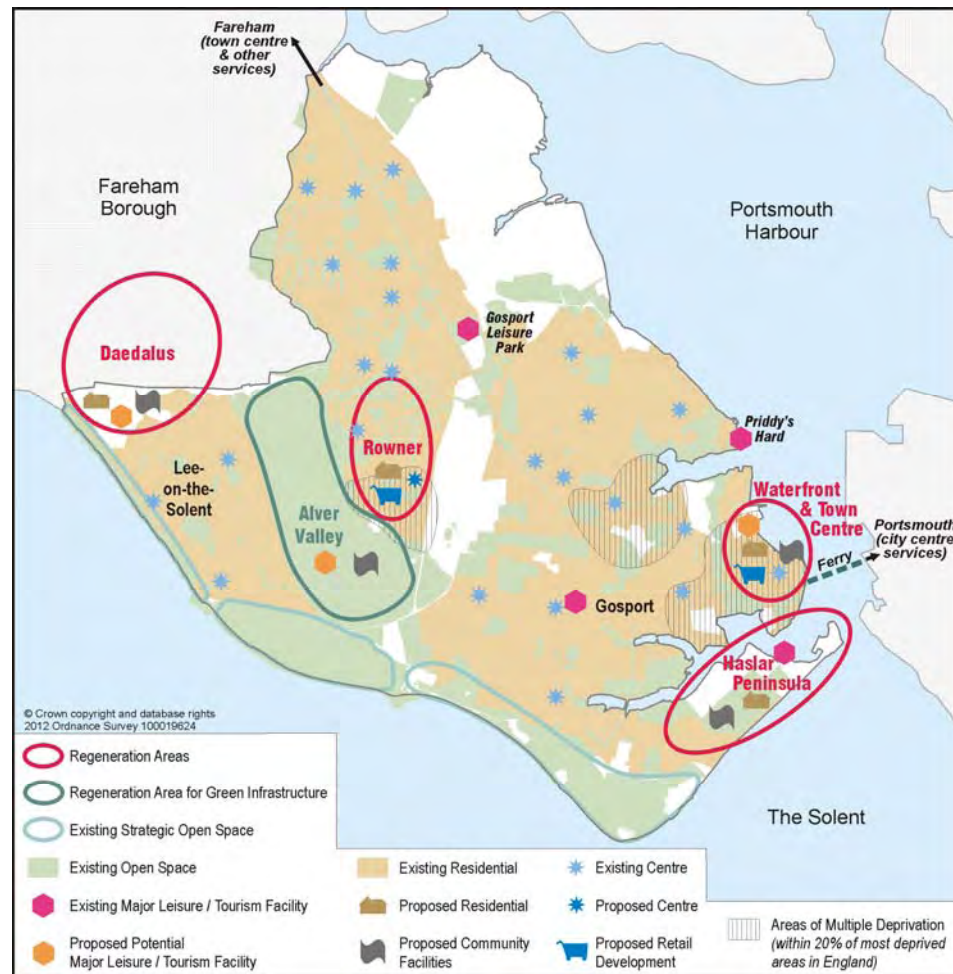 Fareham
(town centre
& other
services)
Fareham
Borough
Portsmouth
Harbour
Gosport
Leisure
Park
Daedalus
Priddy's
Hard
Rowner
Lee-
on-the-
Solent
Waterfront
& Town
Centre
Alver
Valley
Portsmouth
(city centre
services)
Ferry
Gosport
Haslar
Peninsula
© Crown copyright and database rights
2012 Ordnance Survey 100019624
The Solent
Regeneration Areas
Regeneration Area for Green Infrastructure
Existing Strategic Open Space
Existing Open Space
Existing Residential
Existing Centre
Existing Major Leisure / Tourism Facility
Proposed Residential
Proposed Centre
Proposed Potential
Major Leisure / Tourism Facility
Proposed Community
Facilities
Proposed Retail
Development
Areas of Multiple Deprivation
(within 20% of most deprived
areas in England)